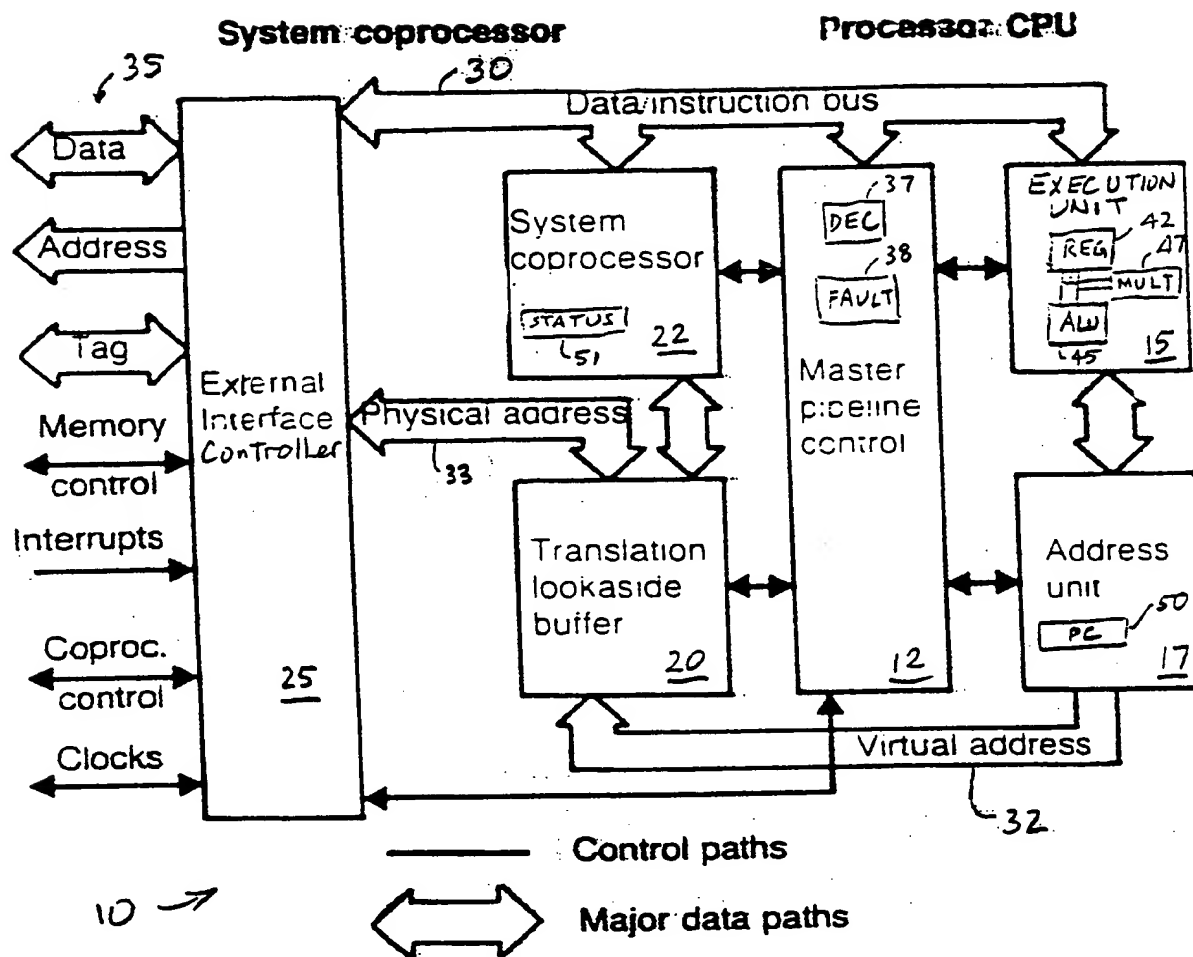 System coprocessor
Processor CPU
35
30
Data/instruction bus
Data
Address
Tag
Memory
control
Interrupts
Coproc.
control
Clocks
External
Interface
Controller
25
System
coprocessor
STATUS
51
22
Physical address
33
Translation
lookaside
buffer
20
37
DEC
38
FAULT
Master
pipeline
control
12
EXECUTION
UNIT
42
REG
47
MULT
ALU
45
15
Address
unit
50
PC
17
Virtual address
32
Control paths
10
Major data paths